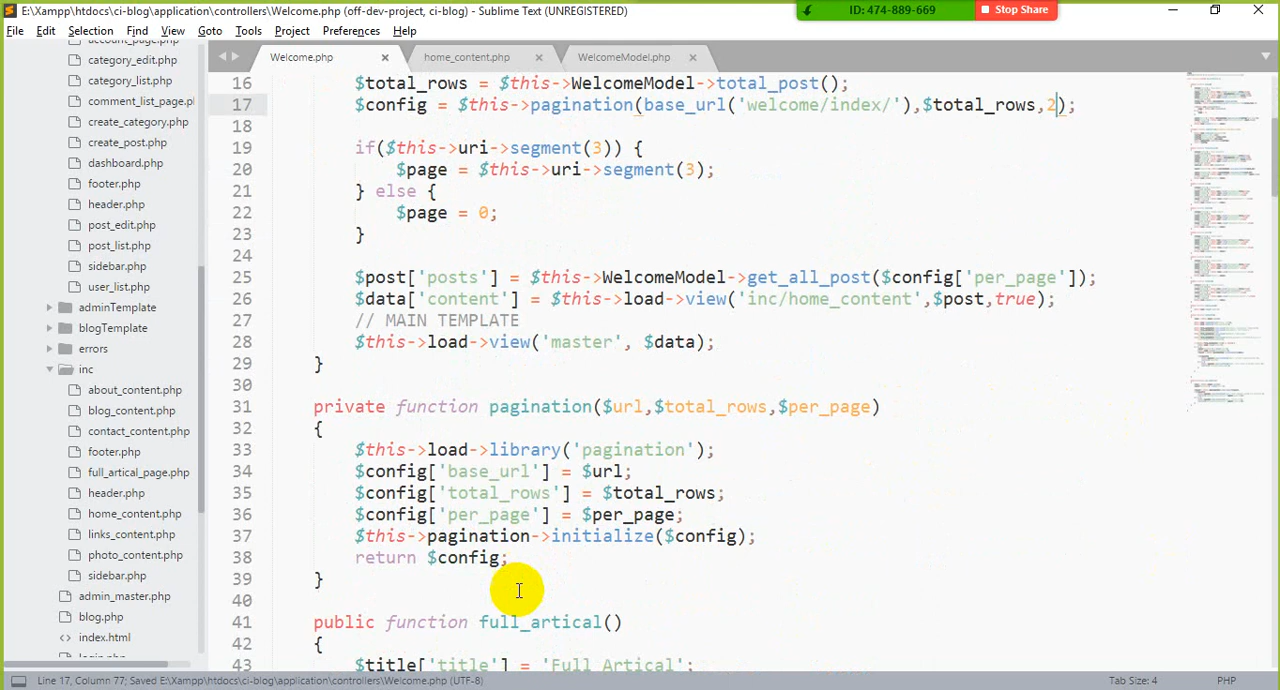 E:\Xampp\htdocs\ci-blog\application\controllers\Welcome.php (off-dev-project, ci-blog) - Sublime Text (UNREGISTERED)
ID: 474-889-669
Stop Share
File Edit Selection Find View Goto Tools Project Preferences Help
account_page.php
category_edit.php
category_list.php
comment_list_page.pl
create_category.php
create_post.php
dashboard.php
footer.php
header.php
post_edit.php
post_list.php
sidebar.php
user_list.php
adminTemplate
blogTemplate
errors
inc
about_content.php
blog_content.php
contact_content.php
footer.php
full_artical_page.php
header.php
home_content.php
links_content.php
photo_content.php
sidebar.php
admin_master.php
blog.php
index.html
login.php
Welcome.php × home_content.php × WelcomeModel.php ×
16 $total_rows = $this->WelcomeModel->total_post();
17 $config = $this->pagination(base_url('welcome/index/'),$total_rows,2);
18
19 if($this->uri->segment(3)) {
20 $page = $this->uri->segment(3);
21 } else {
22 $page = 0;
23 }
24
25 $post['posts'] = $this->WelcomeModel->get_all_post($config['per_page']);
26 $data['content'] = $this->load->view('inc/home_content',$post,true);
27 // MAIN TEMPLATE
28 $this->load->view('master', $data);
29 }
30
31 private function pagination($url,$total_rows,$per_page)
32 {
33 $this->load->library('pagination');
34 $config['base_url'] = $url;
35 $config['total_rows'] = $total_rows;
36 $config['per_page'] = $per_page;
37 $this->pagination->initialize($config);
38 return $config;
39 }
40
41 public function full_artical()
42 {
43 $title['title'] = 'Full Artical';
Line 17, Column 77; Saved E:\Xampp\htdocs\ci-blog\application\controllers\Welcome.php (UTF-8)
Tab Size: 4
PHP